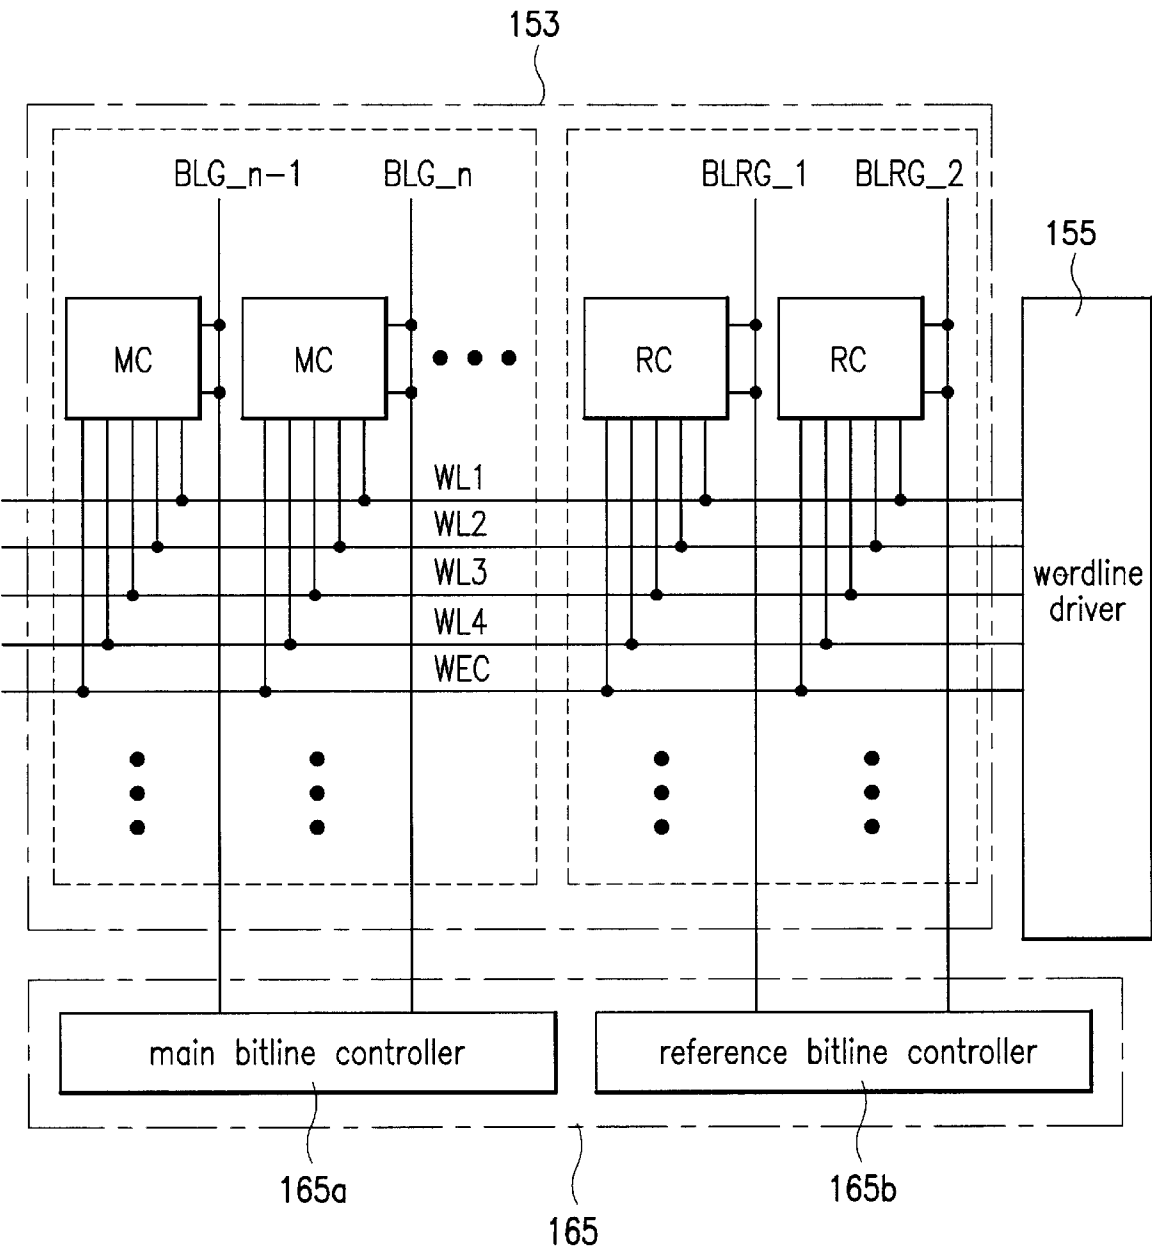 153
BLG_n-1 BLG_n BLRG_1 BLRG_2
155
MC MC RC RC
WL1
WL2
WL3
WL4
WEC
wordline
driver
main bitline controller reference bitline controller
165a 165b
165